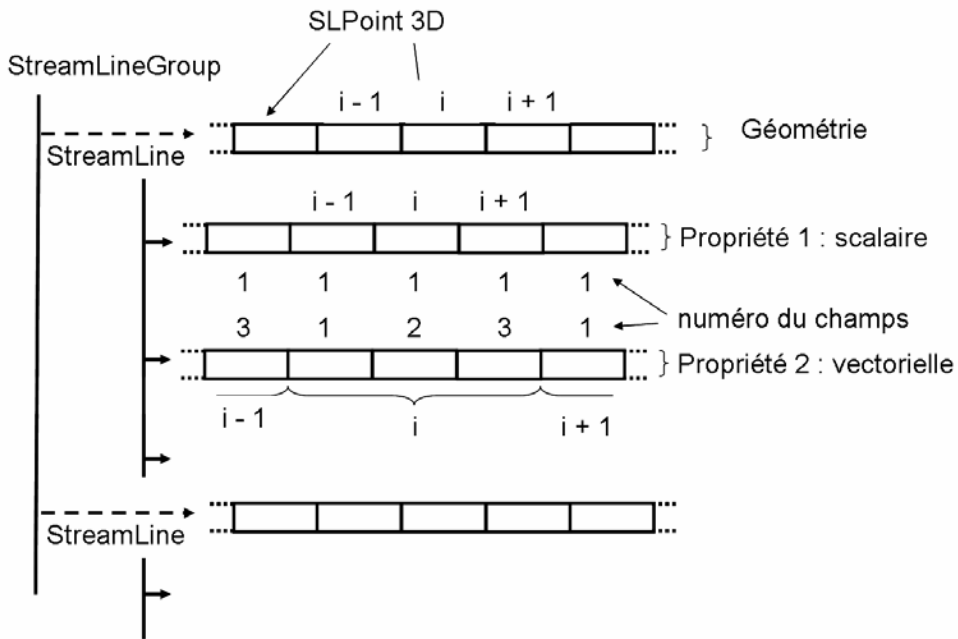 SLPoint 3D
StreamLineGroup
i - 1 i i + 1
Géométrie
StreamLine
i - 1 i i + 1
Propriété 1 : scalaire
1 1 1 1 1
3 1 2 3 1
numéro du champs
Propriété 2 : vectorielle
i - 1 i i + 1
StreamLine